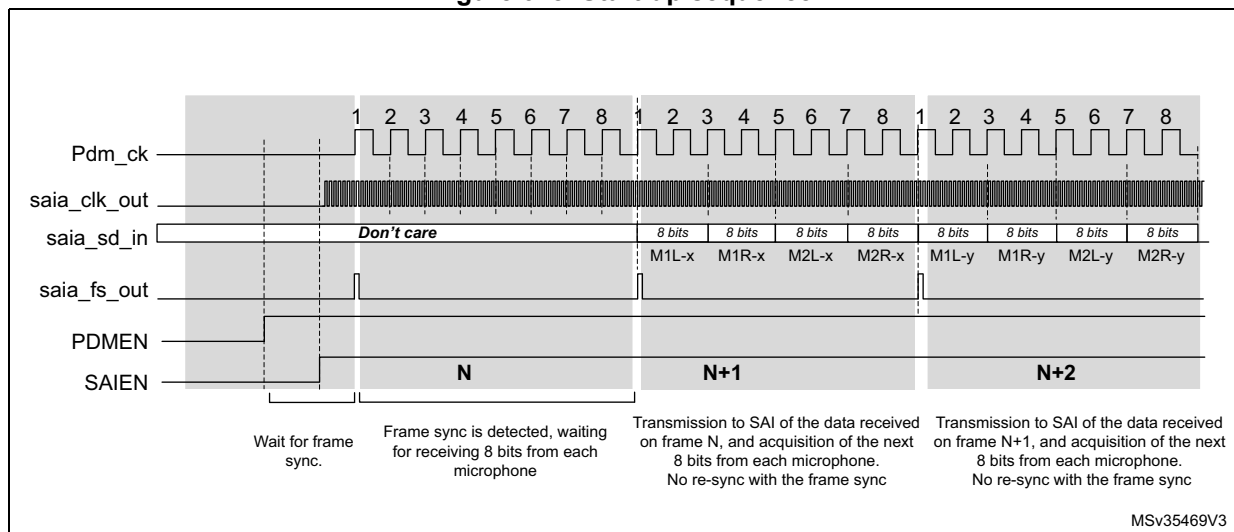 1 2 3 4 5 6 7 8 1 2 3 4 5 6 7 8 1 2 3 4 5 6 7 8
Pdm_ck
saia_clk_out
saia_sd_in Don't care 8 bits 8 bits 8 bits 8 bits 8 bits 8 bits 8 bits 8 bits
M1L-x M1R-x M2L-x M2R-x M1L-y M1R-y M2L-y M2R-y
saia_fs_out
PDMEN
SAIEN N N+1 N+2
Wait for frame
sync.
Frame sync is detected, waiting
for receiving 8 bits from each
microphone
Transmission to SAI of the data received
on frame N, and acquisition of the next
8 bits from each microphone.
No re-sync with the frame sync
Transmission to SAI of the data received
on frame N+1, and acquisition of the next
8 bits from each microphone.
No re-sync with the frame sync
MSv35469V3